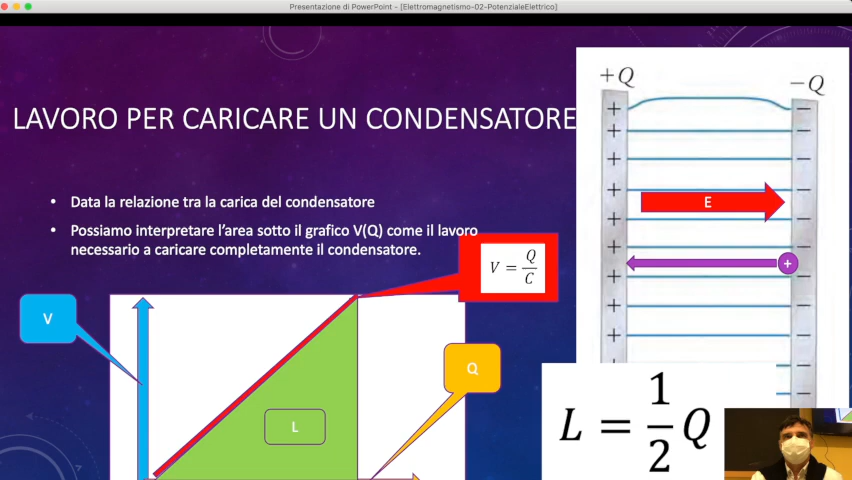 Presentazione di PowerPoint - [Elettromagnetismo-02-PotenzialeElettrico]
LAVORO PER CARICARE UN CONDENSATORE
• Data la relazione tra la carica del condensatore
• Possiamo interpretare l'area sotto il grafico V(Q) come il lavoro
necessario a caricare completamente il condensatore.
V = Q/C
V
Q
L
+Q
−Q
E
+
L = 1/2 Q